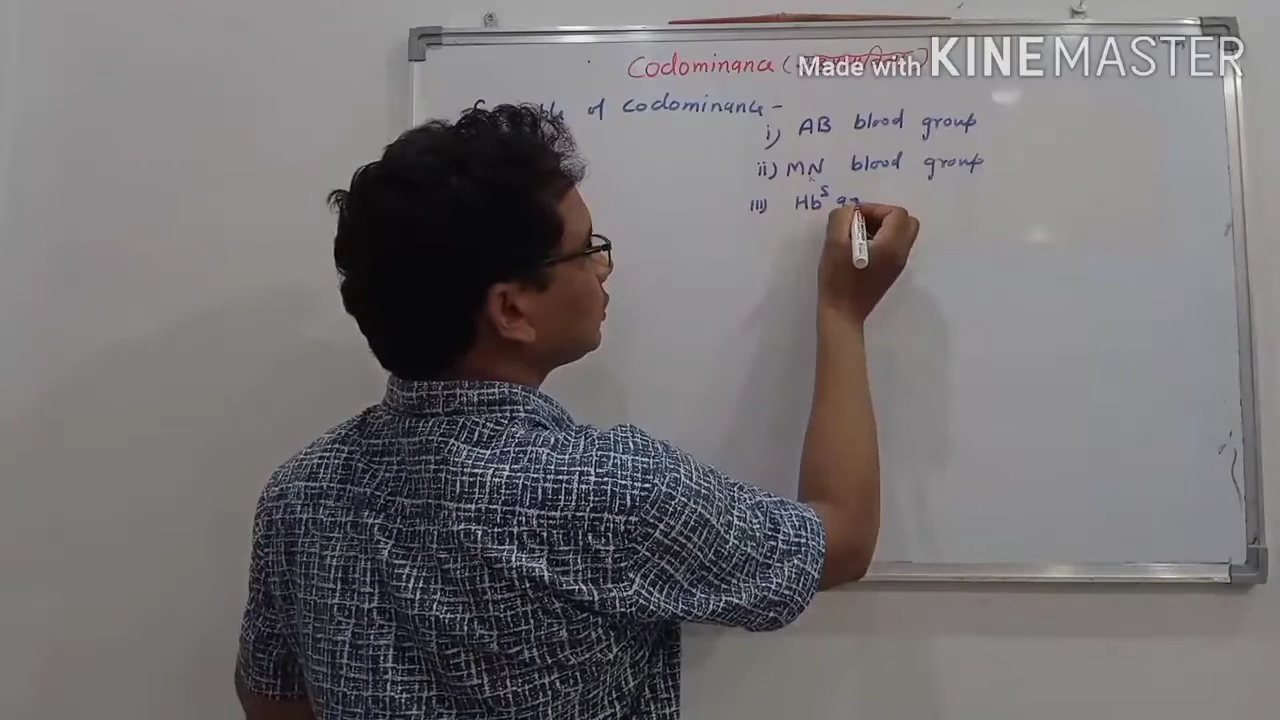 Codominance (
Made with KINEMASTER
of codominance -
i) AB blood group
ii) MN blood group
III) Hb^S